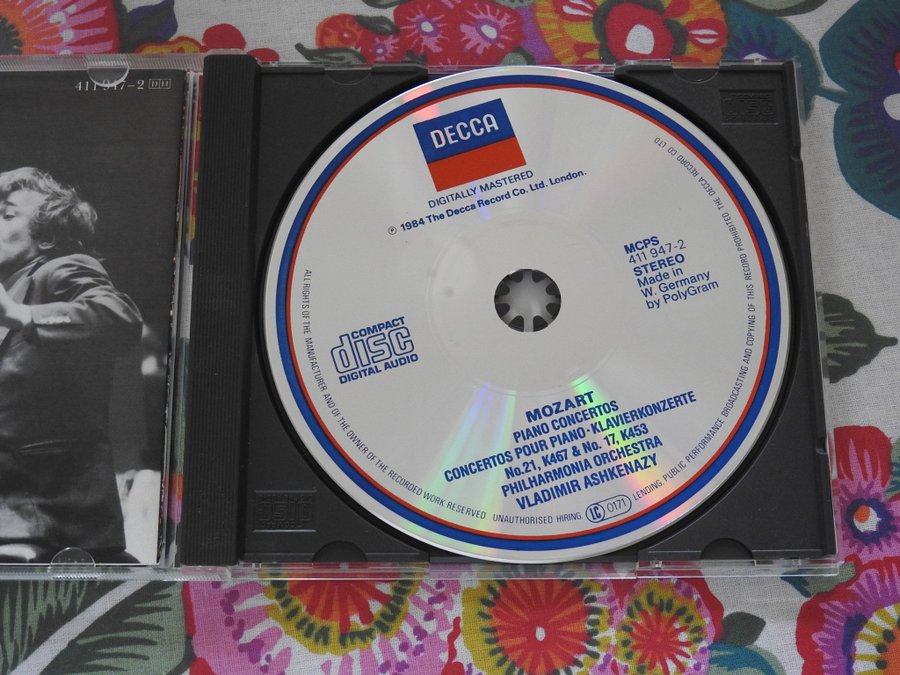 411 947-2 DDD
DECCA
DIGITALLY MASTERED
℗ 1984 The Decca Record Co. Ltd. London.
MCPS
411 947-2
STEREO
Made in
W. Germany
by PolyGram
COMPACT
disc
DIGITAL AUDIO
MOZART
PIANO CONCERTOS
CONCERTOS POUR PIANO·KLAVIERKONZERTE
No.21, K467 & No. 17, K453
PHILHARMONIA ORCHESTRA
VLADIMIR ASHKENAZY
ALL RIGHTS OF THE MANUFACTURER AND OF THE OWNER OF THE RECORDED WORK RESERVED. UNAUTHORISED HIRING, LC 0171 LENDING, PUBLIC PERFORMANCE BROADCASTING AND COPYING OF THIS RECORD PROHIBITED THE DECCA RECORD CO LTD